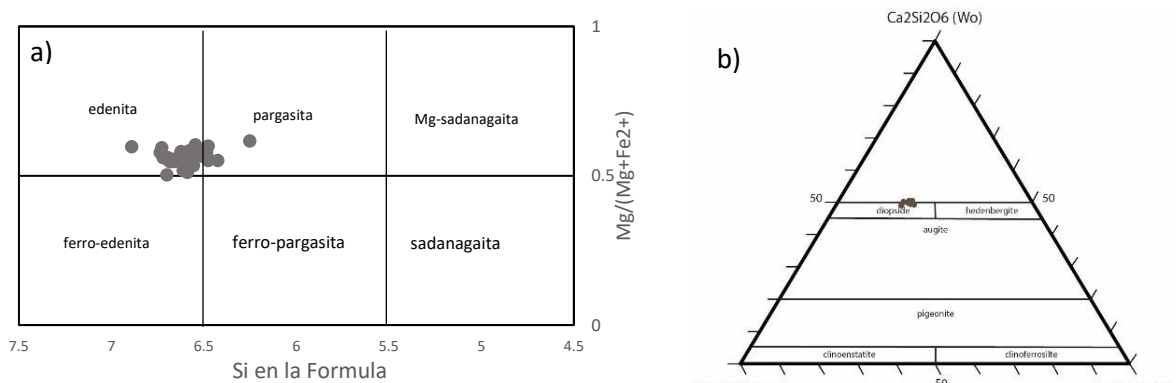 a)
edenita
pargasita
Mg-sadanagaita
ferro-edenita
ferro-pargasita
sadanagaita
1
0.5
0
Mg/(Mg+Fe2+)
7.5 7 6.5 6 5.5 5 4.5
Si en la Formula
b)
Ca2Si2O6 (Wo)
50
50
diopside
hedenbergite
augite
pigeonite
clinoenstatite
clinoferrosilte
50